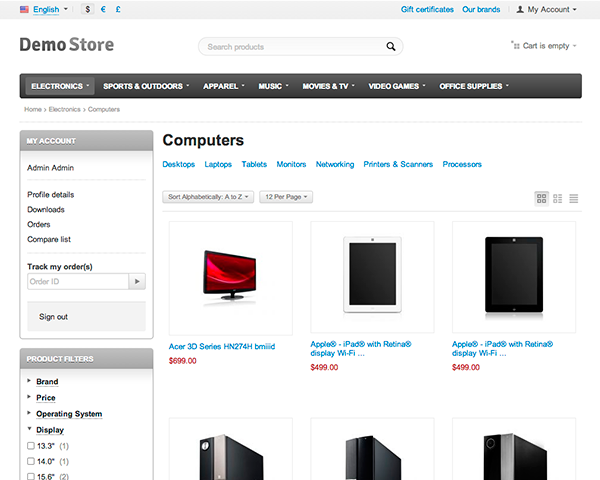 English $ € £ Gift certificates Our brands My Account
Demo Store
Search products
Cart is empty
ELECTRONICS SPORTS & OUTDOORS APPAREL MUSIC MOVIES & TV VIDEO GAMES OFFICE SUPPLIES
Home > Electronics > Computers
MY ACCOUNT
Admin Admin
Profile details
Downloads
Orders
Compare list
Track my order(s)
Order ID
Sign out
PRODUCT FILTERS
Brand
Price
Operating System
Display
13.3" (1)
14.0" (1)
15.6" (2)
Computers
Desktops Laptops Tablets Monitors Networking Printers & Scanners Processors
Sort Alphabetically: A to Z 12 Per Page
Acer 3D Series HN274H bmiiid
$699.00
Apple® - iPad® with Retina®
display Wi-Fi ...
$499.00
Apple® - iPad® with Retina®
display Wi-Fi ...
$499.00